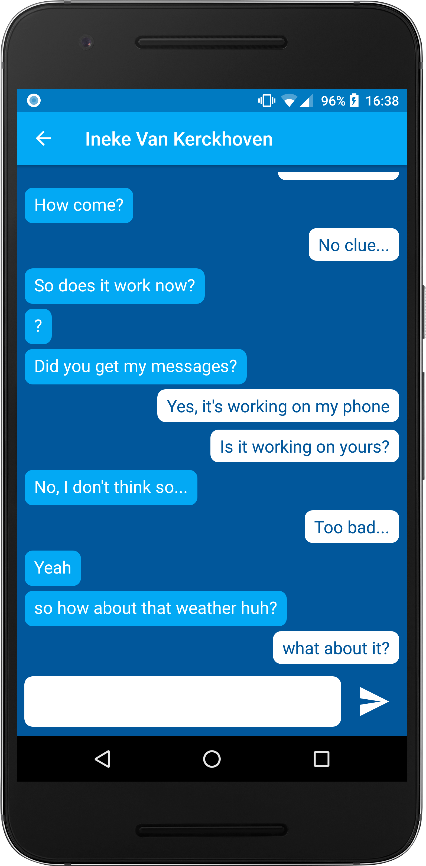 96% 16:38
Ineke Van Kerckhoven
How come?
No clue...
So does it work now?
?
Did you get my messages?
Yes, it's working on my phone
Is it working on yours?
No, I don't think so...
Too bad...
Yeah
so how about that weather huh?
what about it?